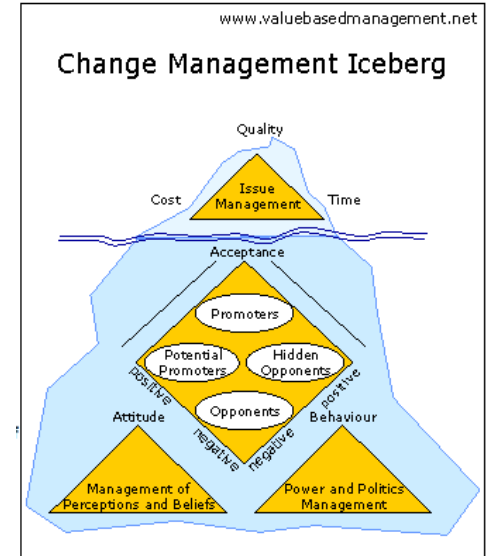 www.valuebasedmanagement.net
Change Management Iceberg
Quality
Cost
Issue
Management
Time
Acceptance
Promoters
Potential
Promoters
Hidden
Opponents
positive
positive
Opponents
Attitude
negative
negative
Behaviour
Management of
Perceptions and Beliefs
Power and Politics
Management